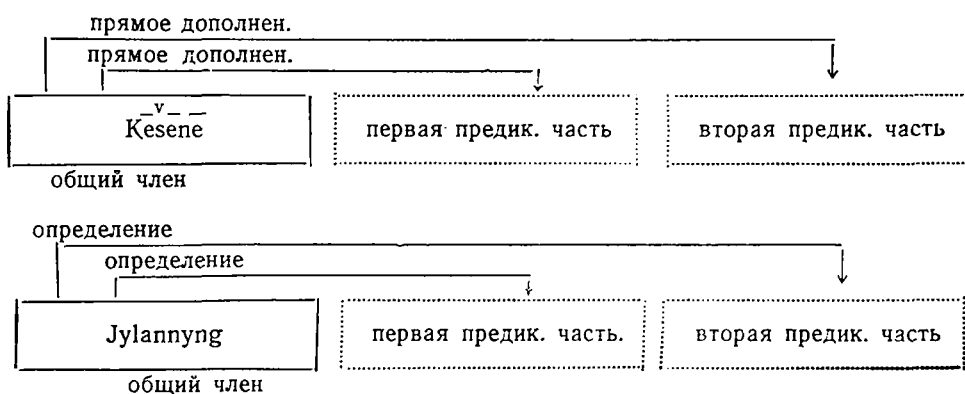 прямое дополнен.
прямое дополнен.
Kesene первая предик. часть вторая предик. часть
общий член
определение
определение
Jylannyng первая предик. часть. вторая предик. часть
общий член